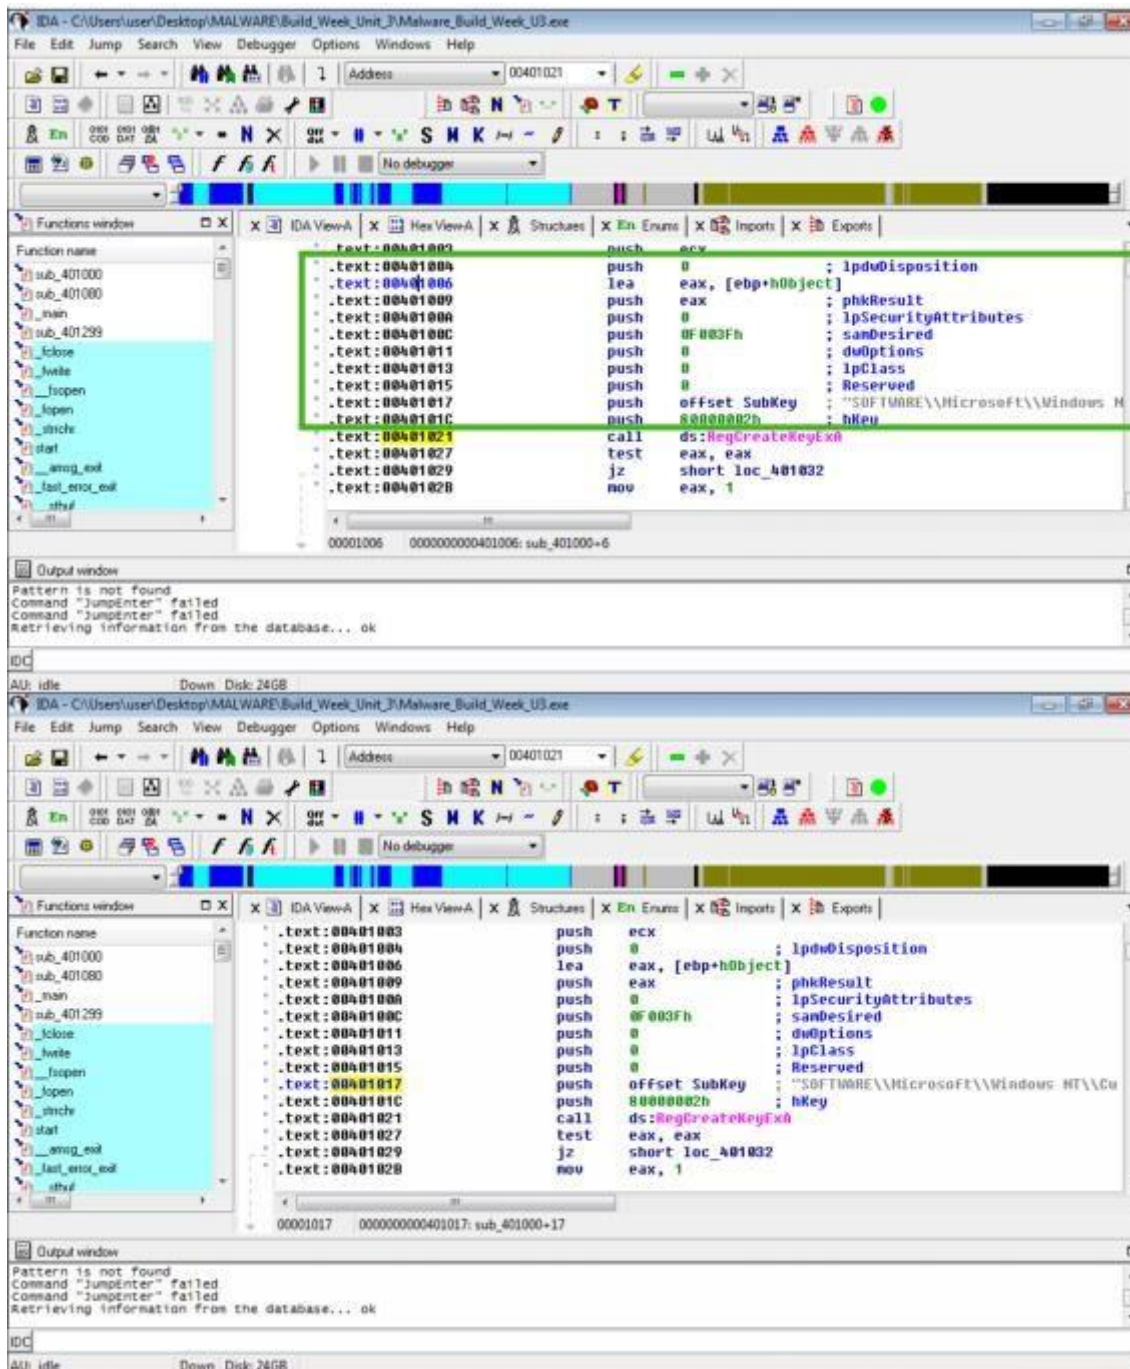 IDA - C:\Users\user\Desktop\MALWARE\Build_Week_Unit_3\Malware_Build_Week_U3.exe
File Edit Jump Search View Debugger Options Windows Help
Address 00401021
En N T
En N S M K
No debugger
Functions window
IDA View-A Hex View-A Structures En Enums Imports Exports
Function name
sub_401000
sub_401080
_main
sub_401299
_fclose
_fwrite
__fsopen
_fopen
_strchr
start
__amsg_exit
_fast_error_exit
.text:00401003 push ecx
.text:00401004 push 0 ; lpdwDisposition
.text:00401006 lea eax, [ebp+hObject]
.text:00401009 push eax ; phkResult
.text:0040100A push 0 ; lpSecurityAttributes
.text:0040100C push 0F003Fh ; samDesired
.text:00401011 push 0 ; dwOptions
.text:00401013 push 0 ; lpClass
.text:00401015 push 0 ; Reserved
.text:00401017 push offset SubKey ; "SOFTWARE\\Microsoft\\Windows N
.text:0040101C push 80000002h ; hKey
.text:00401021 call ds:RegCreateKeyExA
.text:00401027 test eax, eax
.text:00401029 jz short loc_401032
.text:0040102B mov eax, 1
00001006 0000000000401006: sub_401000+6
Output window
Pattern is not found
Command "JumpEnter" failed
Command "JumpEnter" failed
Retrieving information from the database... ok
IDC
AU: idle Down Disk: 24GB
IDA - C:\Users\user\Desktop\MALWARE\Build_Week_Unit_3\Malware_Build_Week_U3.exe
File Edit Jump Search View Debugger Options Windows Help
Address 00401021
En N T
En N S M K
No debugger
Functions window
IDA View-A Hex View-A Structures En Enums Imports Exports
Function name
sub_401000
sub_401080
_main
sub_401299
_fclose
_fwrite
__fsopen
_fopen
_strchr
start
__amsg_exit
_fast_error_exit
.text:00401003 push ecx
.text:00401004 push 0 ; lpdwDisposition
.text:00401006 lea eax, [ebp+hObject]
.text:00401009 push eax ; phkResult
.text:0040100A push 0 ; lpSecurityAttributes
.text:0040100C push 0F003Fh ; samDesired
.text:00401011 push 0 ; dwOptions
.text:00401013 push 0 ; lpClass
.text:00401015 push 0 ; Reserved
.text:00401017 push offset SubKey ; "SOFTWARE\\Microsoft\\Windows NT\\Cu
.text:0040101C push 80000002h ; hKey
.text:00401021 call ds:RegCreateKeyExA
.text:00401027 test eax, eax
.text:00401029 jz short loc_401032
.text:0040102B mov eax, 1
00001017 0000000000401017: sub_401000+17
Output window
Pattern is not found
Command "JumpEnter" failed
Command "JumpEnter" failed
Retrieving information from the database... ok
IDC
AU: idle Down Disk: 24GB